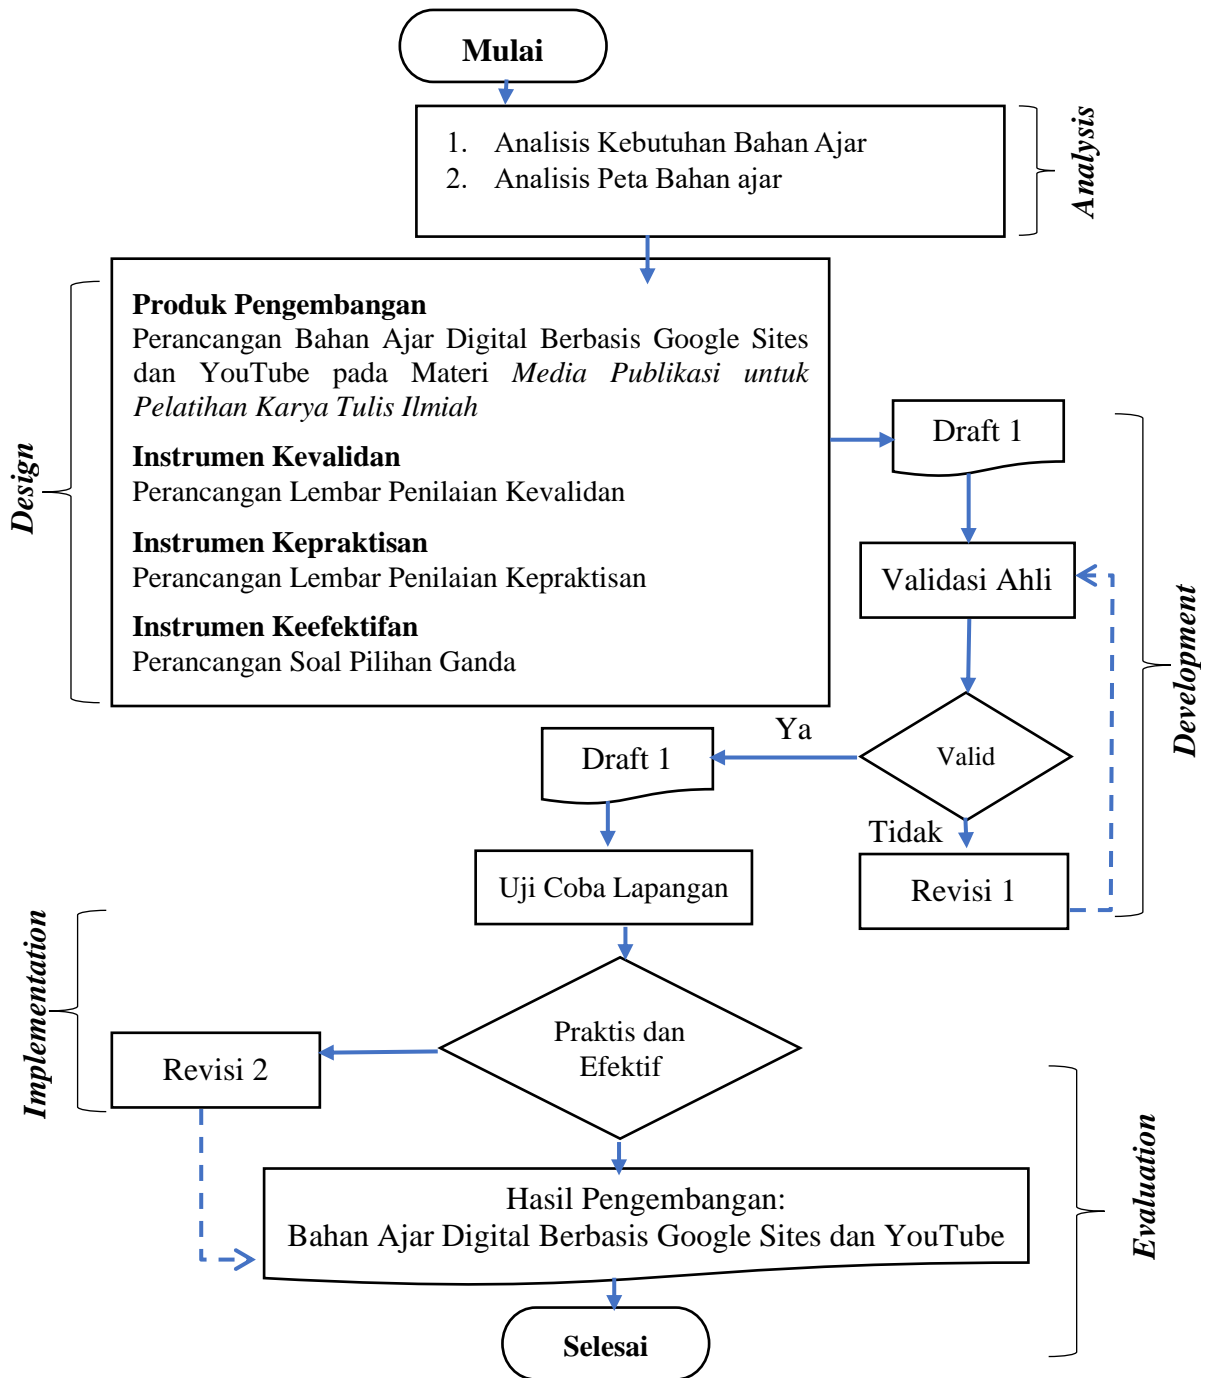 Mulai
1. Analisis Kebutuhan Bahan Ajar
2. Analisis Peta Bahan ajar
Analysis
Produk Pengembangan
Perancangan Bahan Ajar Digital Berbasis Google Sites
dan YouTube pada Materi Media Publikasi untuk
Pelatihan Karya Tulis Ilmiah
Instrumen Kevalidan
Perancangan Lembar Penilaian Kevalidan
Instrumen Kepraktisan
Perancangan Lembar Penilaian Kepraktisan
Instrumen Keefektifan
Perancangan Soal Pilihan Ganda
Design
Draft 1
Validasi Ahli
Valid
Ya
Tidak
Revisi 1
Development
Draft 1
Uji Coba Lapangan
Praktis dan
Efektif
Revisi 2
Implementation
Hasil Pengembangan:
Bahan Ajar Digital Berbasis Google Sites dan YouTube
Evaluation
Selesai